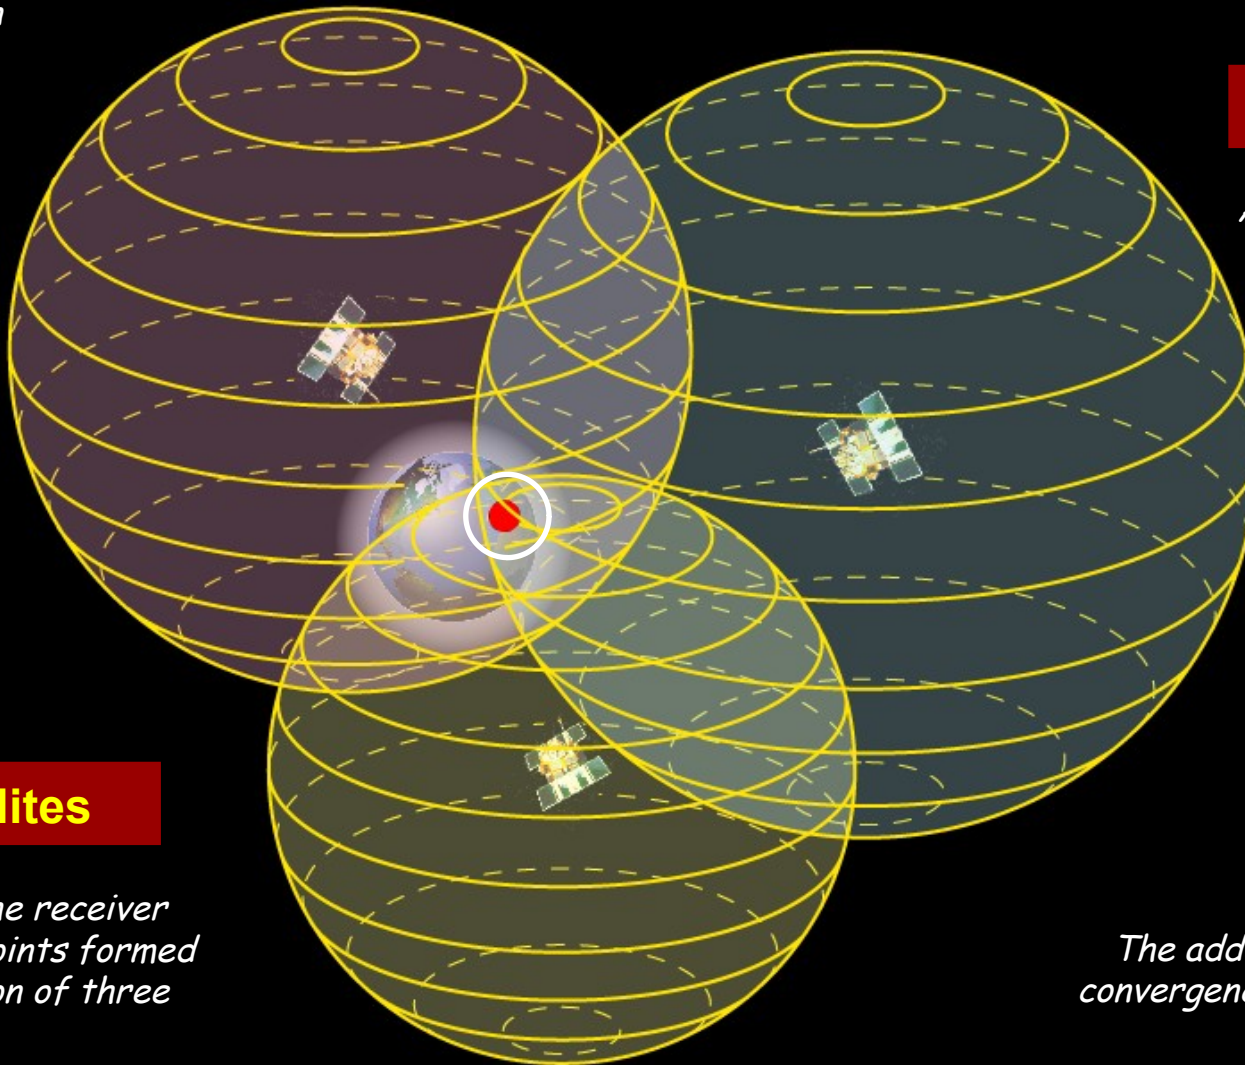 lites
ne receiver
oints formed
on of three
The add
convergenc